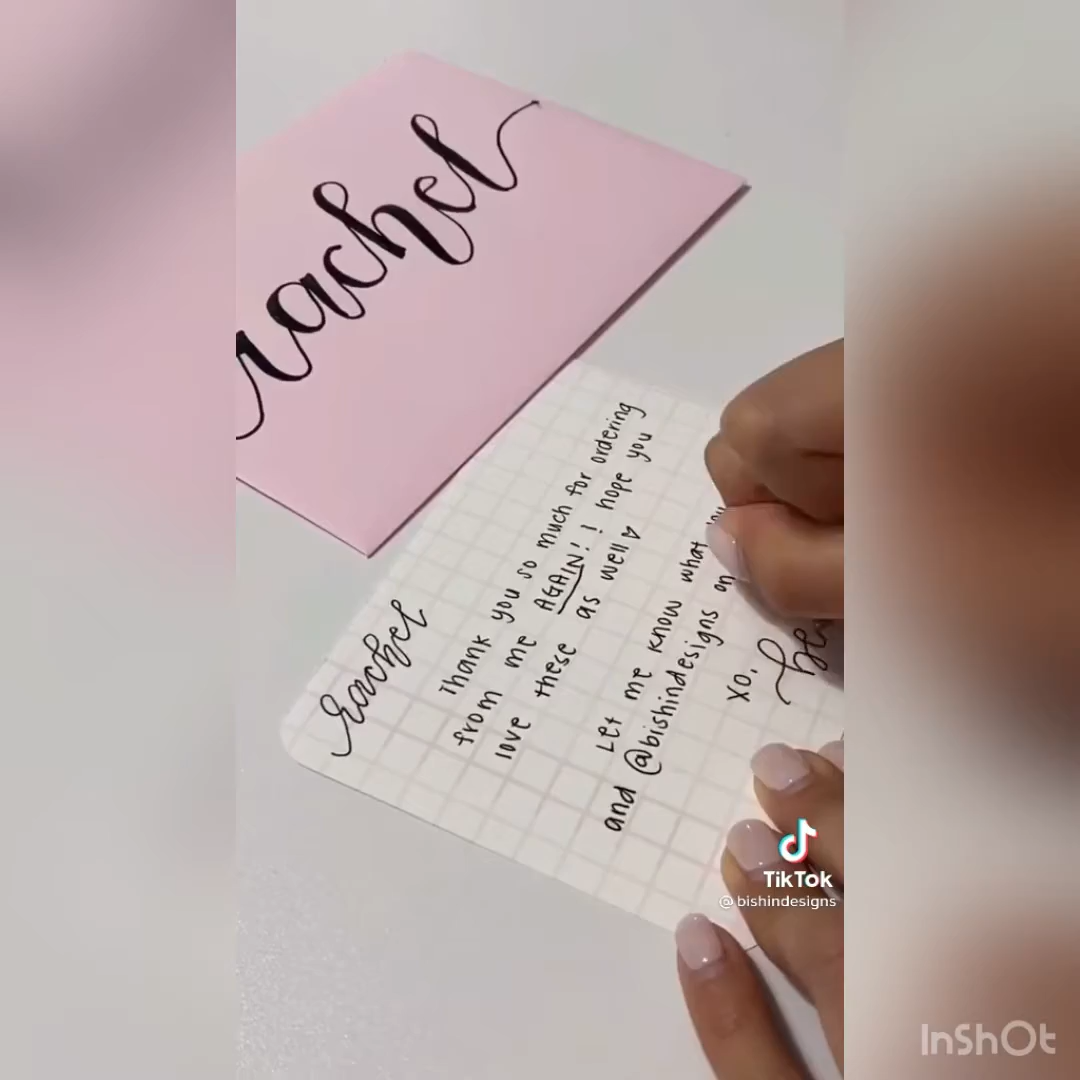 rachel
rachel
Thank you so much for ordering
from me AGAIN! I hope you
love these as well
Let me know what
and @bishindesigns on
xo,
TikTok
@bishindesigns
InShOt